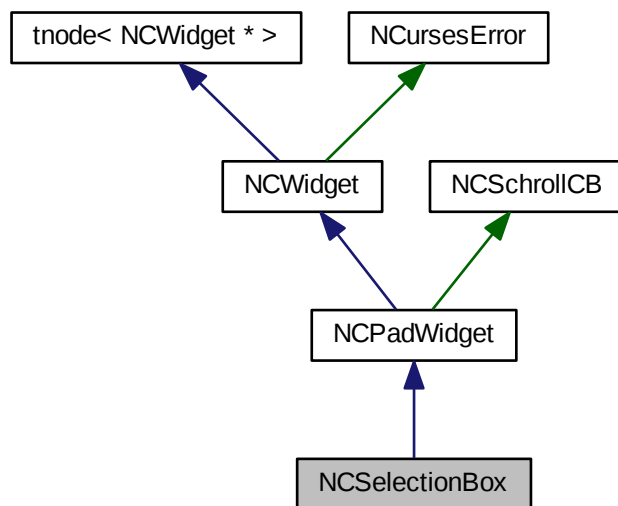 tnode< NCWidget * >
NCursesError
NCWidget
NCSchrollCB
NCPadWidget
NCSelectionBox